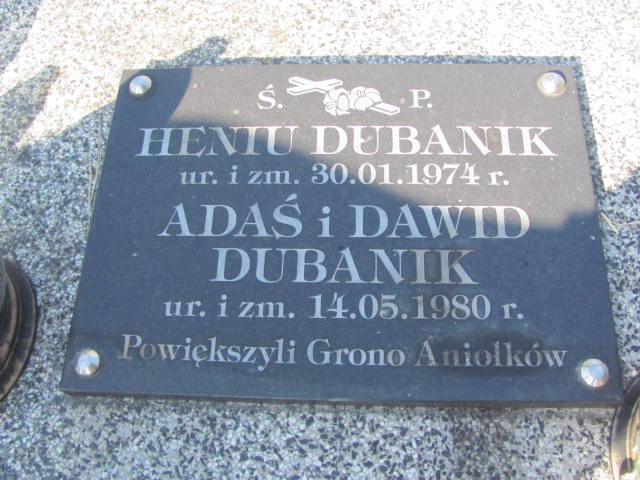 Ś. P.
HENIU DUBANIK
ur. i zm. 30.01.1974 r.
ADAŚ i DAWID
DUBANIK
ur. i zm. 14.05.1980 r.
Powiększyli Grono Aniołków